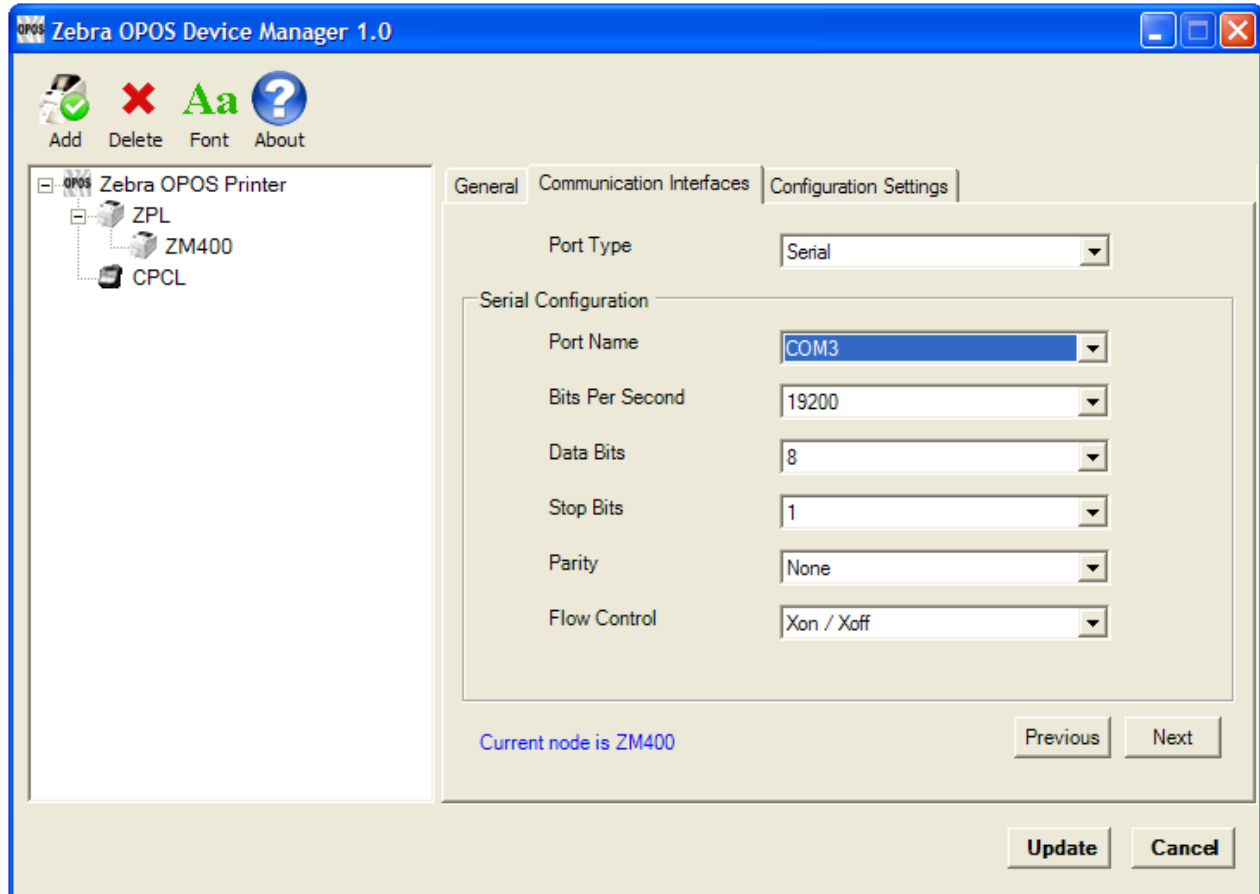 OPOS Zebra OPOS Device Manager 1.0
Add Delete Font About
OPOS Zebra OPOS Printer
ZPL
ZM400
CPCL
General Communication Interfaces Configuration Settings
Port Type Serial
Serial Configuration
Port Name COM3
Bits Per Second 19200
Data Bits 8
Stop Bits 1
Parity None
Flow Control Xon / Xoff
Current node is ZM400
Previous Next
Update Cancel